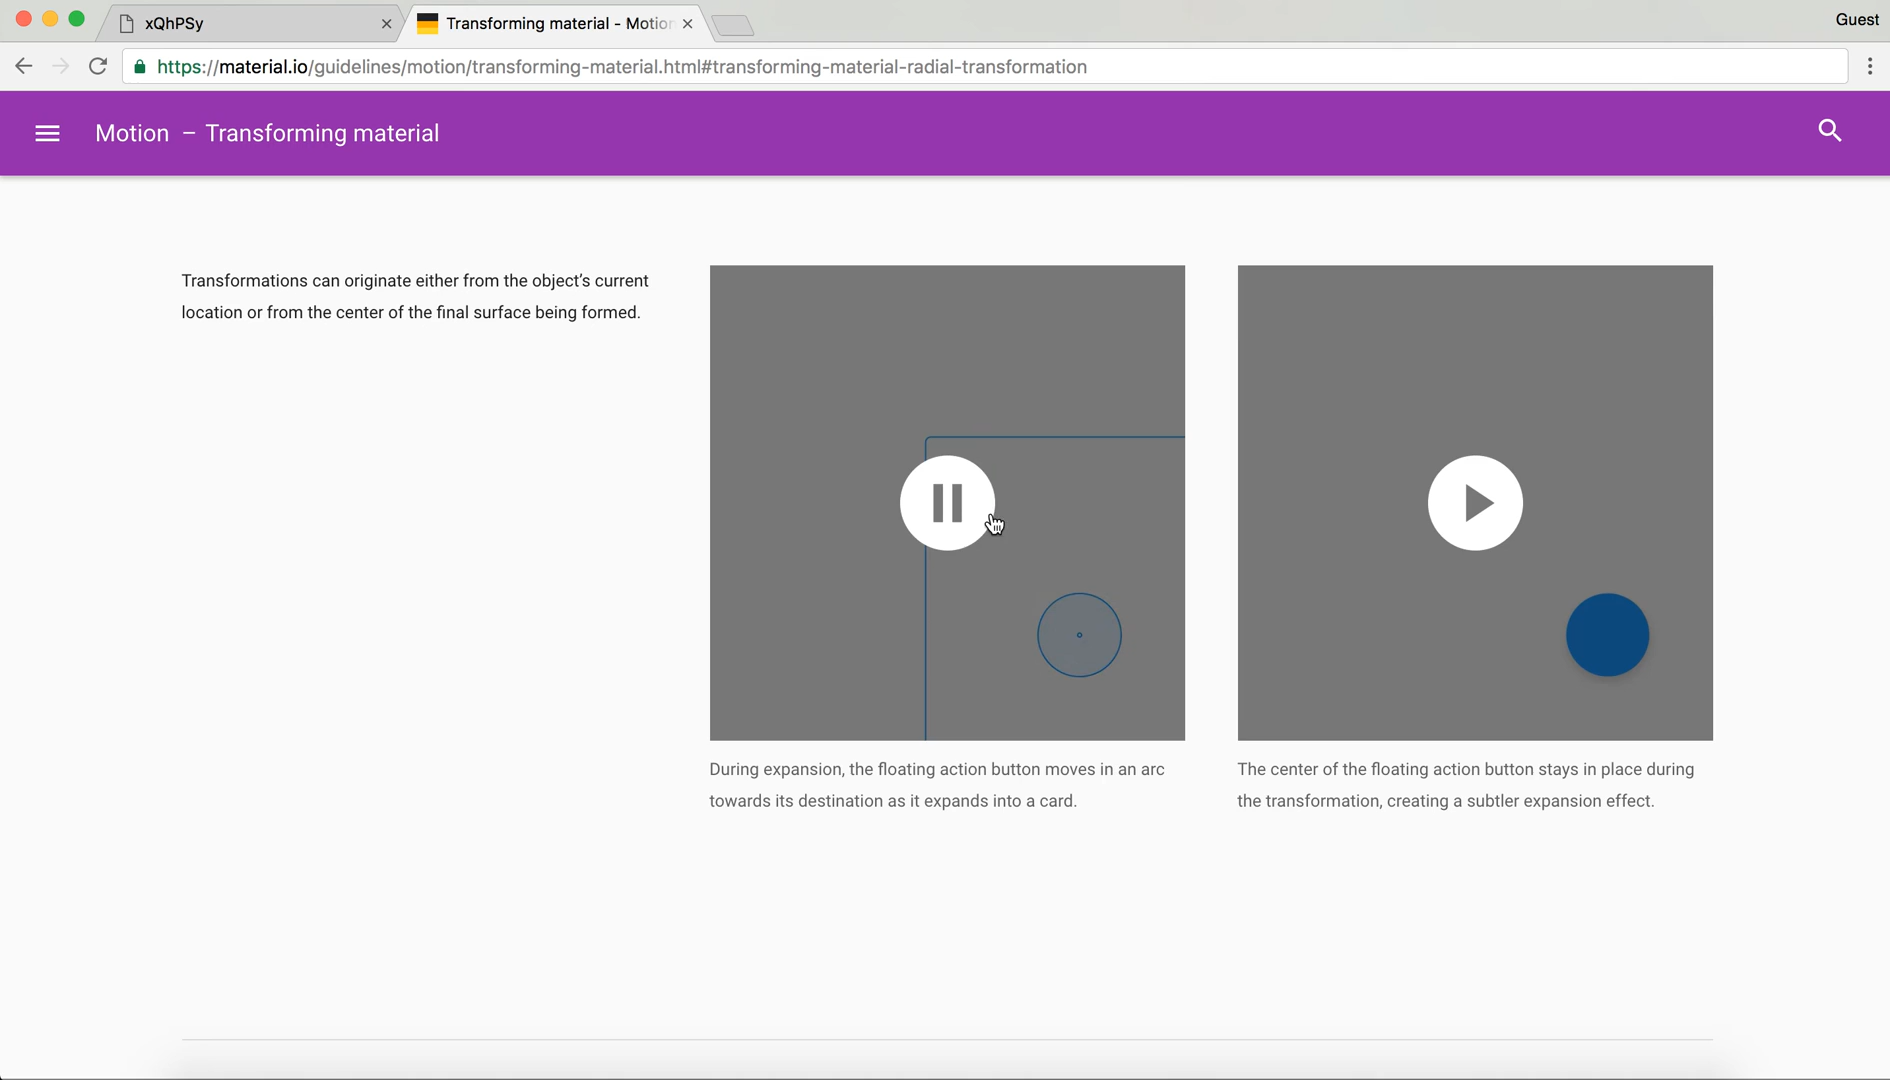 xQhPSy
Transforming material - Motion
Guest
https://material.io/guidelines/motion/transforming-material.html#transforming-material-radial-transformation
Motion – Transforming material
Transformations can originate either from the object’s current
location or from the center of the final surface being formed.
During expansion, the floating action button moves in an arc
towards its destination as it expands into a card.
The center of the floating action button stays in place during
the transformation, creating a subtler expansion effect.